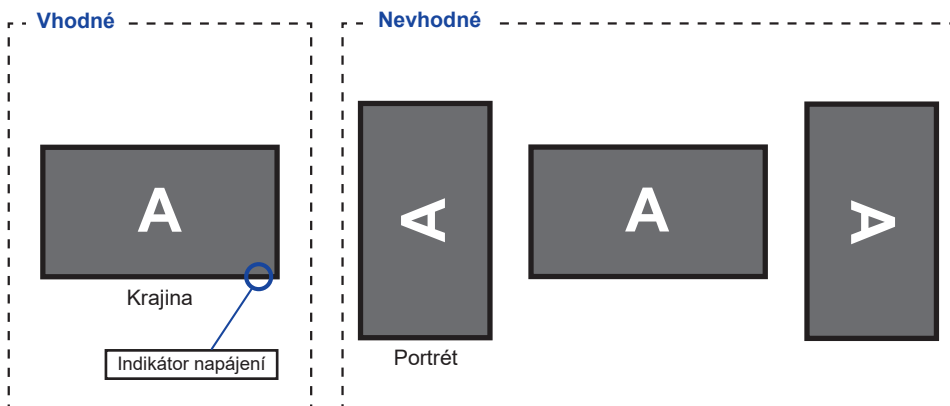 Vhodné
Nevhodné
A
A
A
A
Krajina
Indikátor napájení
Portrét